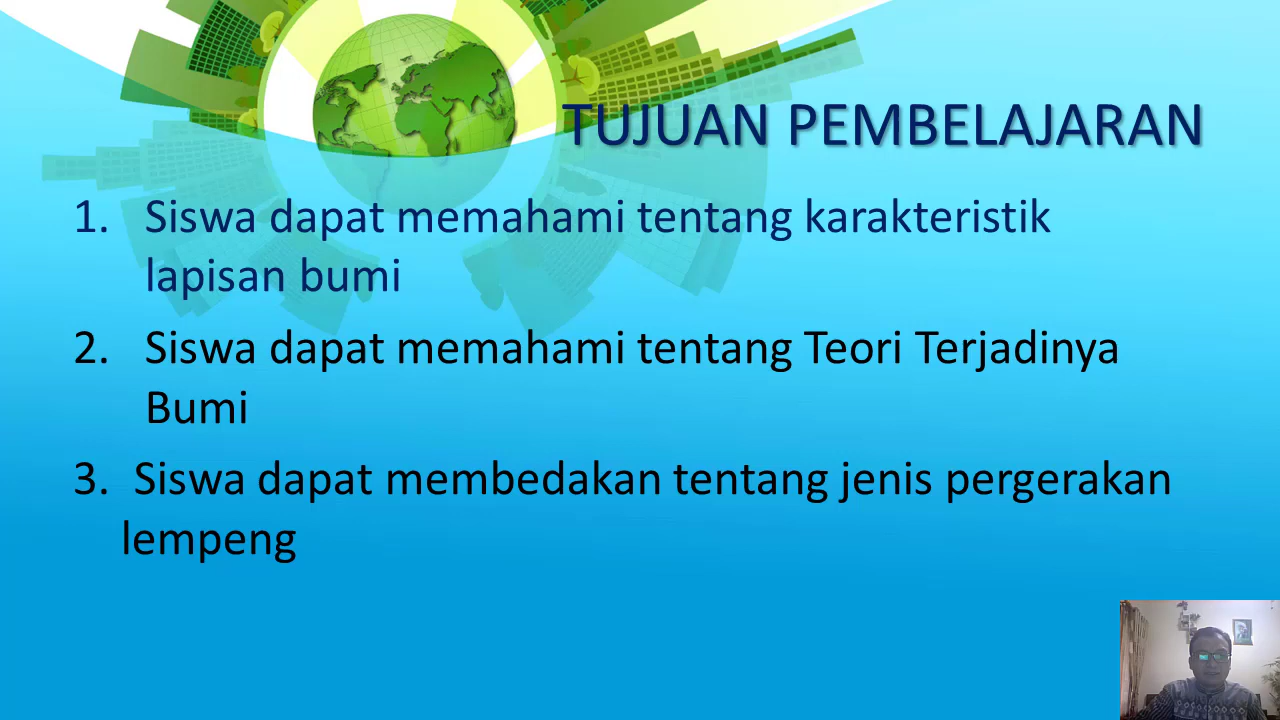 TUJUAN PEMBELAJARAN
1. Siswa dapat memahami tentang karakteristik
lapisan bumi
2. Siswa dapat memahami tentang Teori Terjadinya
Bumi
3. Siswa dapat membedakan tentang jenis pergerakan
lempeng